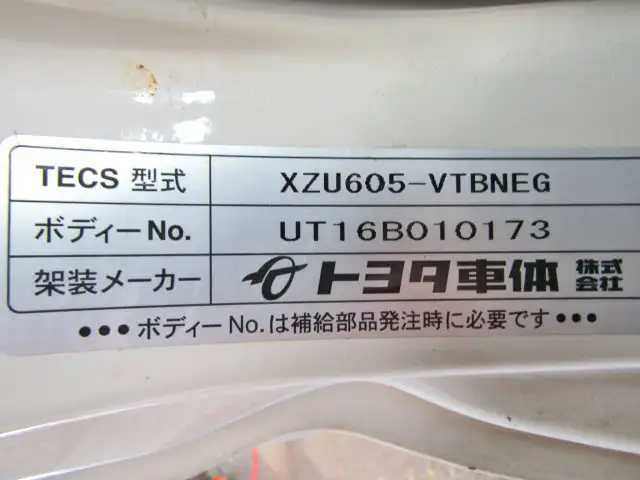 TECS 型式 XZU605-VTBNEG
ボディーNo. UT16B010173
架装メーカー トヨタ車体 株式会社
•••ボディーNo.は補給部品発注時に必要です•••